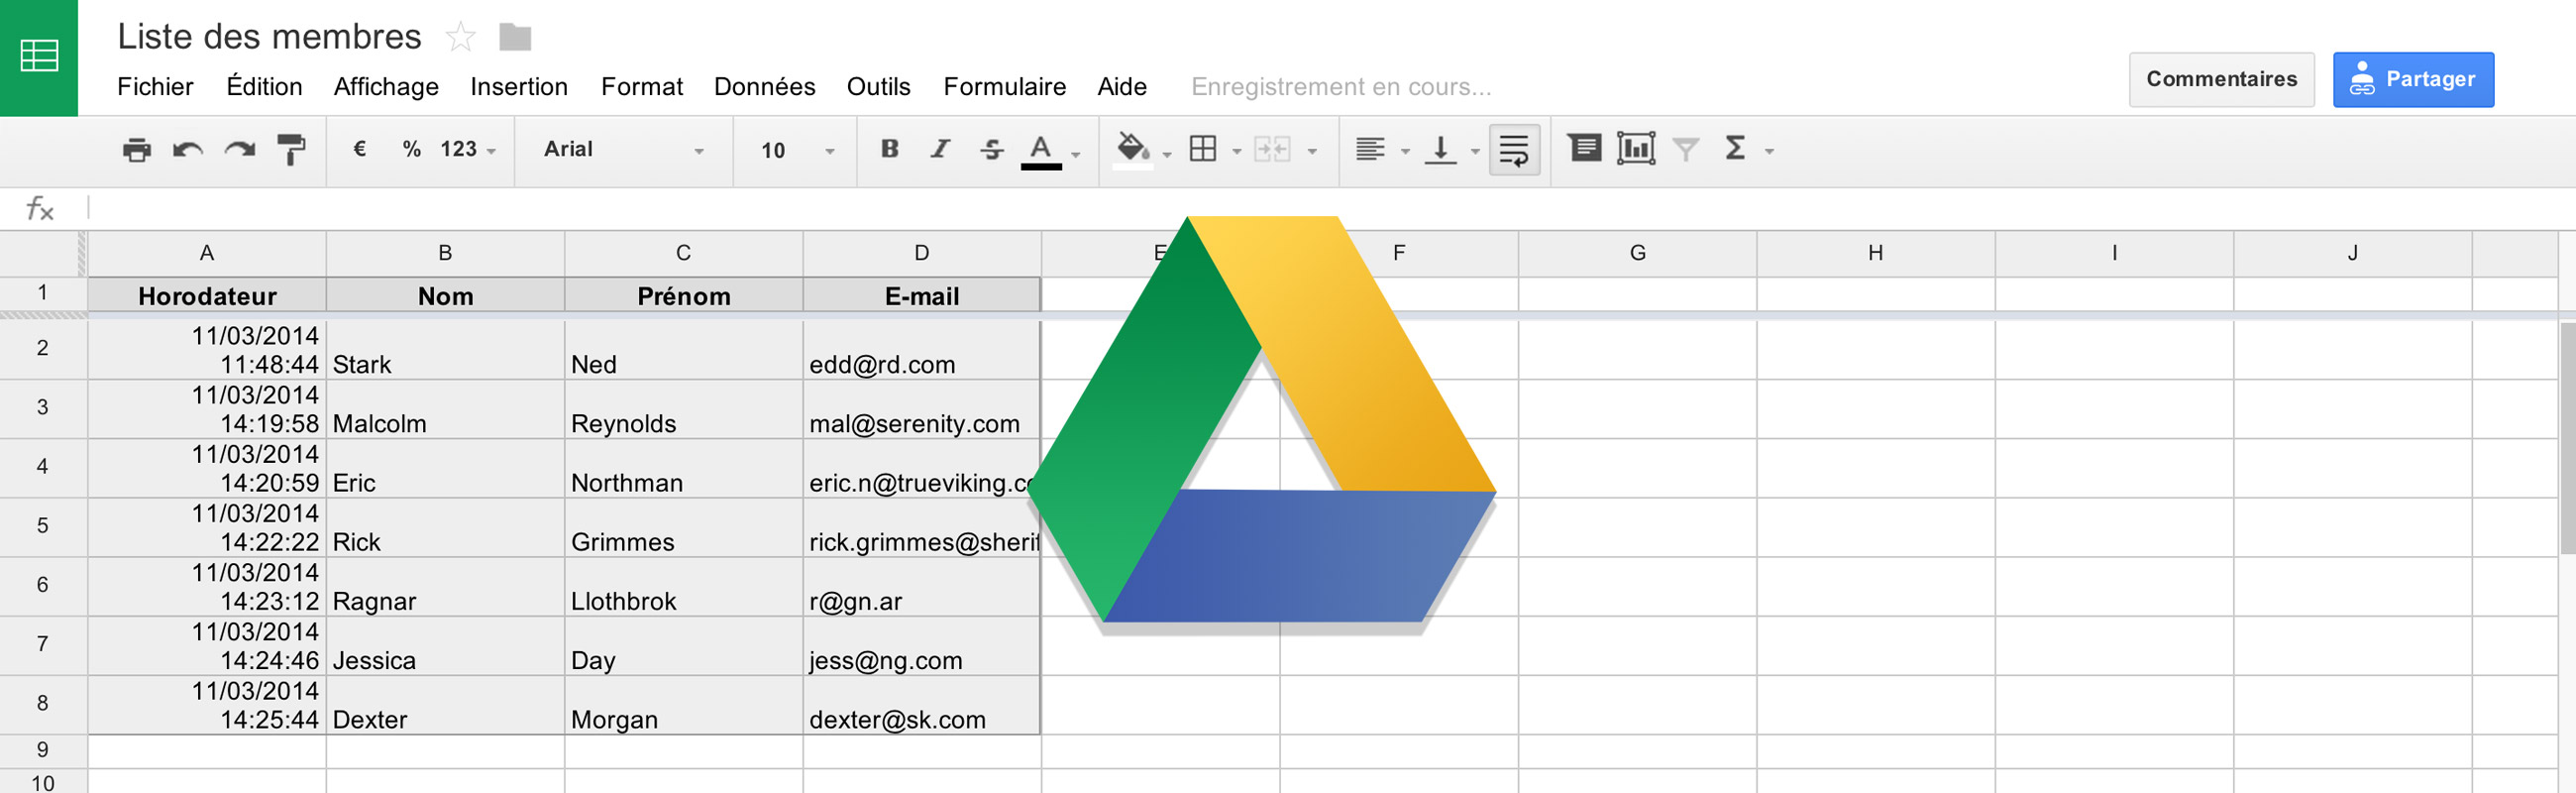 Liste des membres
Fichier Édition Affichage Insertion Format Données Outils Formulaire Aide Enregistrement en cours...
Commentaires Partager
€ % 123 Arial 10 B I S A Σ
fx
A B C D E F G H I J
1 Horodateur Nom Prénom E-mail
11/03/2014
2 11:48:44 Stark Ned edd@rd.com
11/03/2014
3 14:19:58 Malcolm Reynolds mal@serenity.com
11/03/2014
4 14:20:59 Eric Northman eric.n@trueviking.c
11/03/2014
5 14:22:22 Rick Grimmes rick.grimmes@sheri
11/03/2014
6 14:23:12 Ragnar Llothbrok r@gn.ar
11/03/2014
7 14:24:46 Jessica Day jess@ng.com
11/03/2014
8 14:25:44 Dexter Morgan dexter@sk.com
9
10